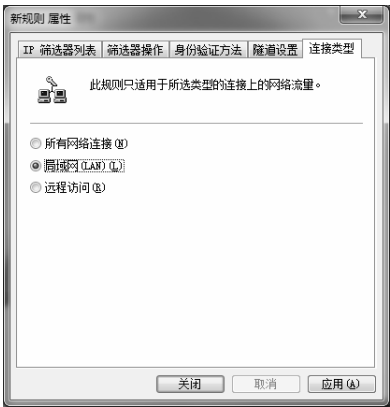 新规则 属性
IP 筛选器列表 筛选器操作 身份验证方法 隧道设置 连接类型
此规则只适用于所选类型的连接上的网络流量。
所有网络连接(N)
局域网(LAN)(L)
远程访问(R)
关闭 取消 应用(A)